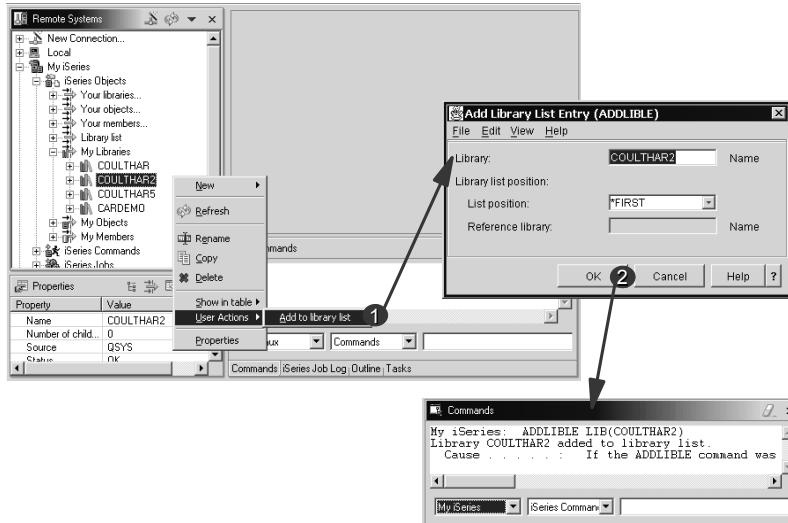 Remote Systems
New Connection...
Local
My iSeries
iSeries Objects
Your libraries...
Your objects...
Your members...
Library list
My Libraries
COULTHAR
COULTHAR2
COULTHAR5
CARDEMO
My Objects
My Members
iSeries Commands
iSeries Jobs
Properties
Property Value
Name COULTHAR2
Number of child... 0
Source QSYS
Status OK
New
Refresh
Rename
Copy
Delete
Show in table
User Actions
Properties
Add to library list
1
mmands
ux
Commands
Commands iSeries Job Log Outline Tasks
Add Library List Entry (ADDLIBLE)
File Edit View Help
Library: COULTHAR2 Name
Library list position:
List position: *FIRST
Reference library: Name
OK 2 Cancel Help ?
Commands
My iSeries: ADDLIBLE LIB(COULTHAR2)
Library COULTHAR2 added to library list.
Cause . . . . . : If the ADDLIBLE command was
My iSeries iSeries Comman